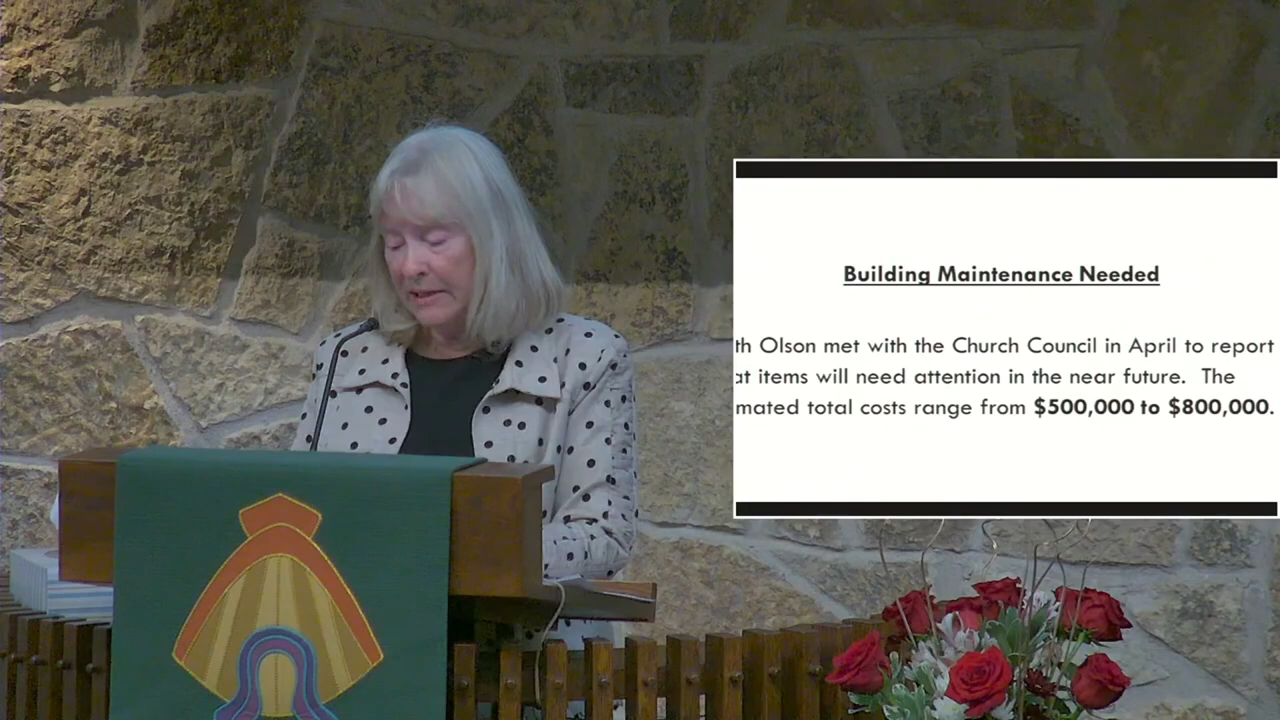 Building Maintenance Needed
th Olson met with the Church Council in April to report
at items will need attention in the near future. The
mated total costs range from $500,000 to $800,000.